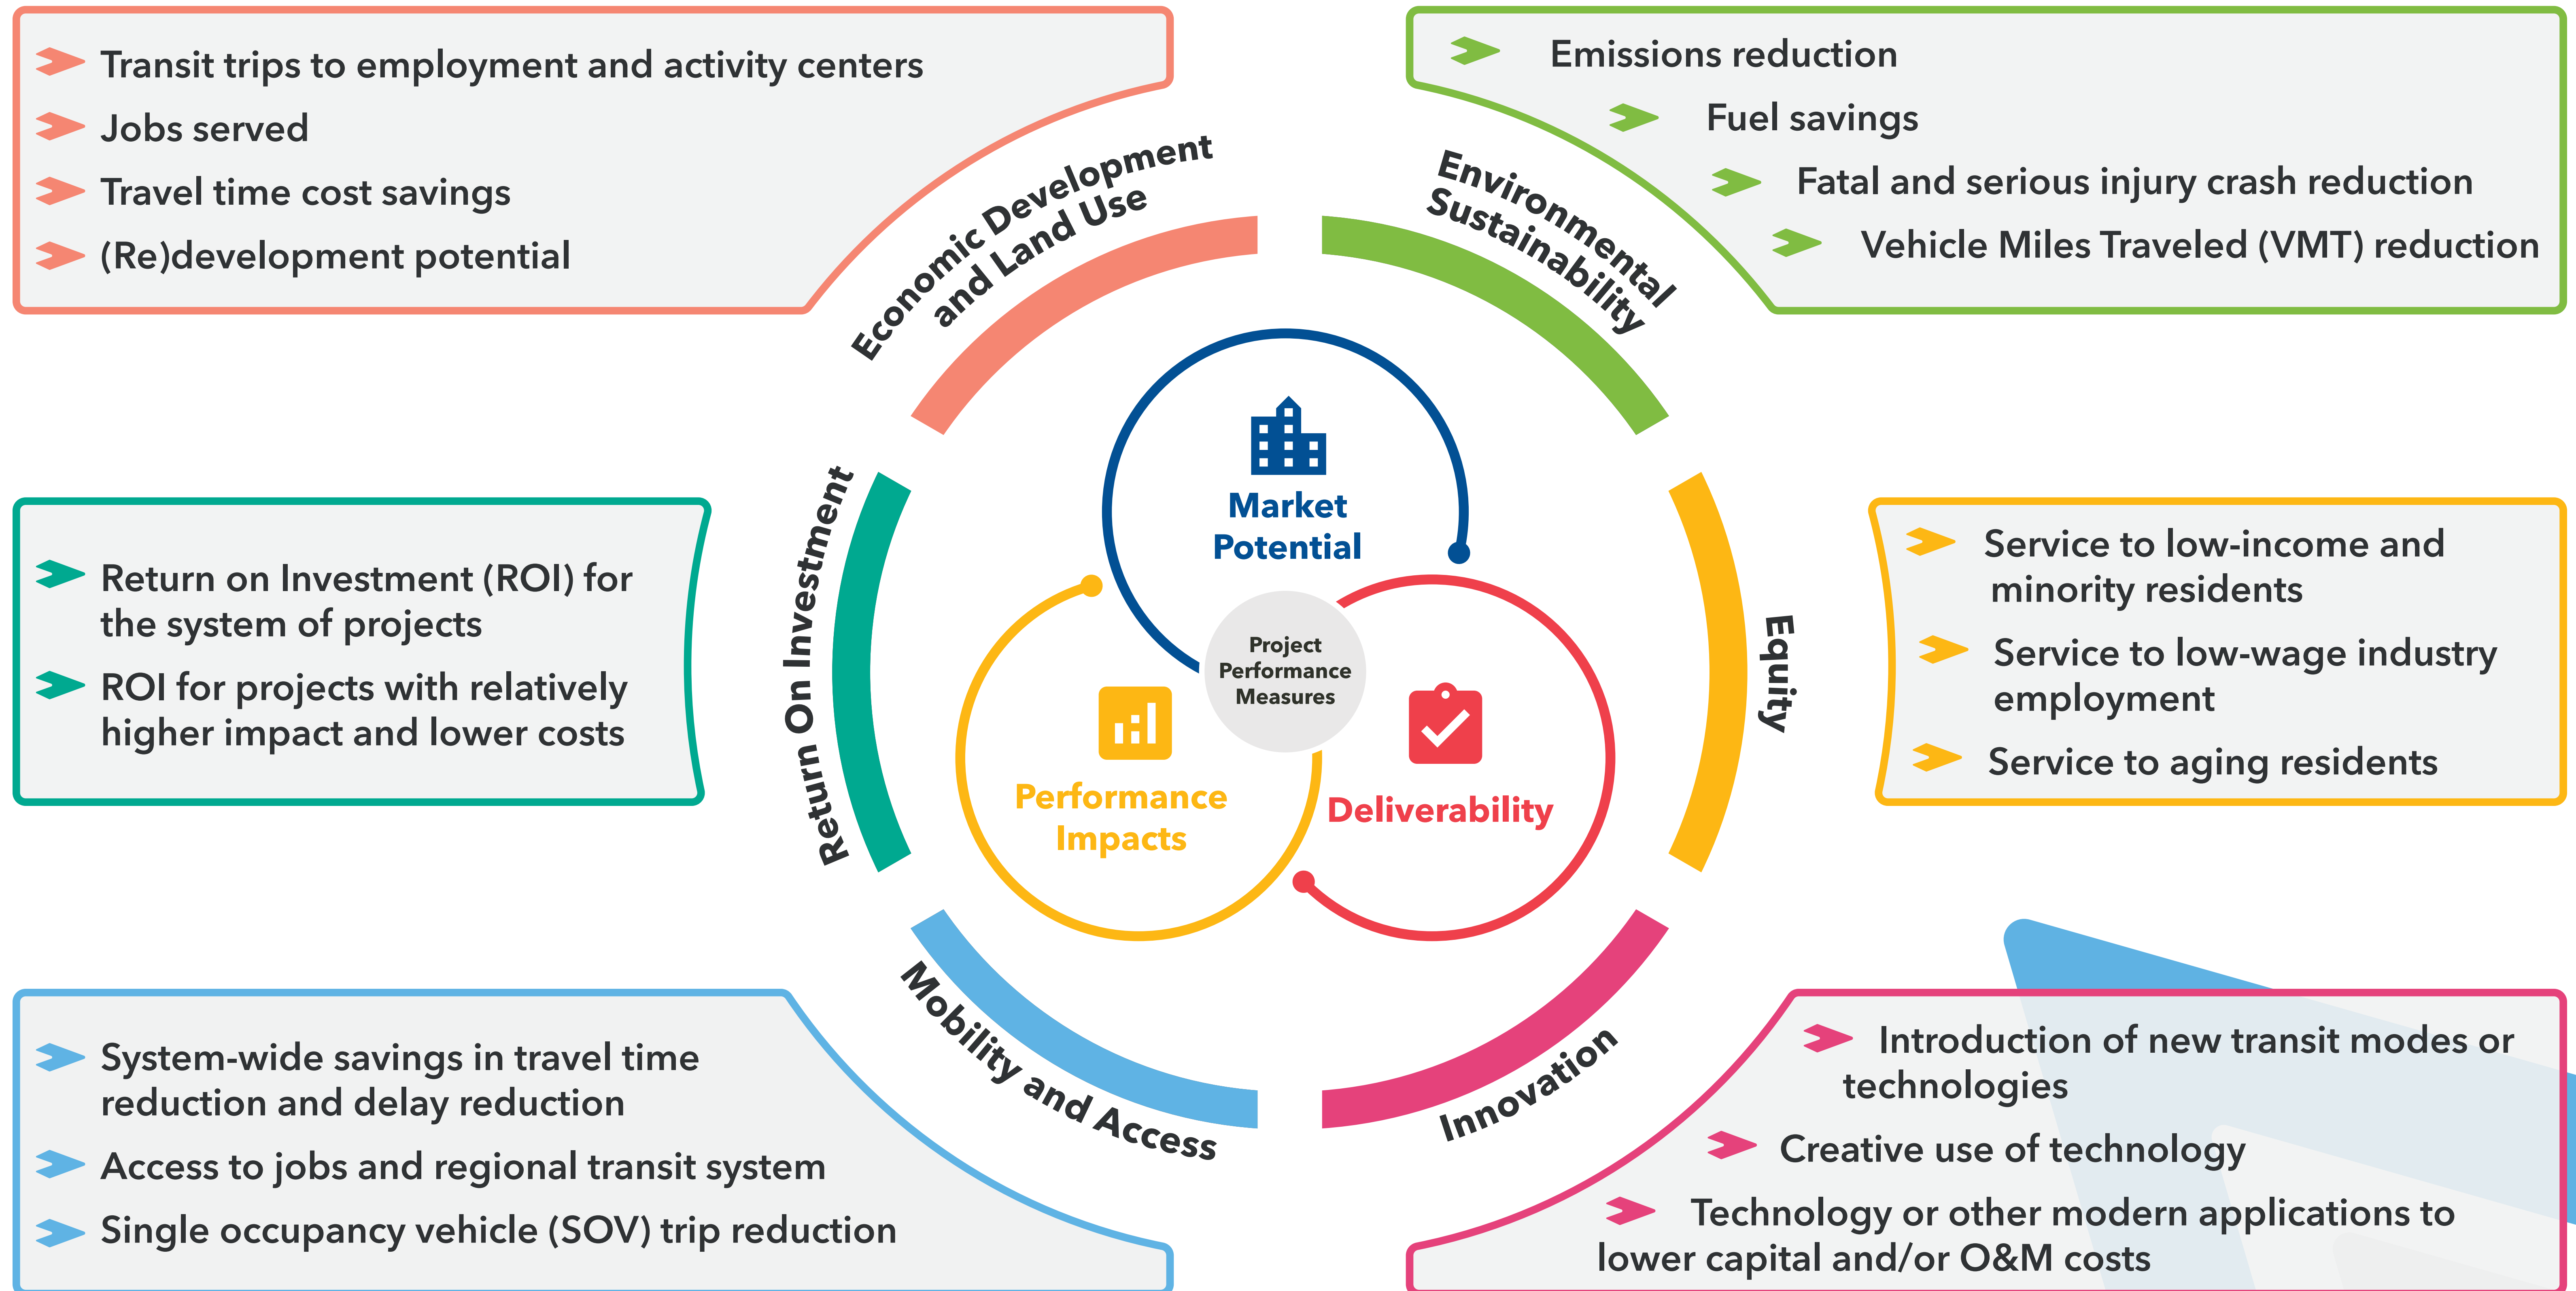 Transit trips to employment and activity centers
Jobs served
Travel time cost savings
(Re)development potential
Economic Development
and Land Use
Environmental
Sustainability
Emissions reduction
Fuel savings
Fatal and serious injury crash reduction
Vehicle Miles Traveled (VMT) reduction
Return on Investment (ROI) for
the system of projects
ROI for projects with relatively
higher impact and lower costs
Return On Investment
Market
Potential
Project
Performance
Measures
Performance
Impacts
Deliverability
Equity
Service to low-income and
minority residents
Service to low-wage industry
employment
Service to aging residents
System-wide savings in travel time
reduction and delay reduction
Access to jobs and regional transit system
Single occupancy vehicle (SOV) trip reduction
Mobility and Access
Innovation
Introduction of new transit modes or
technologies
Creative use of technology
Technology or other modern applications to
lower capital and/or O&M costs